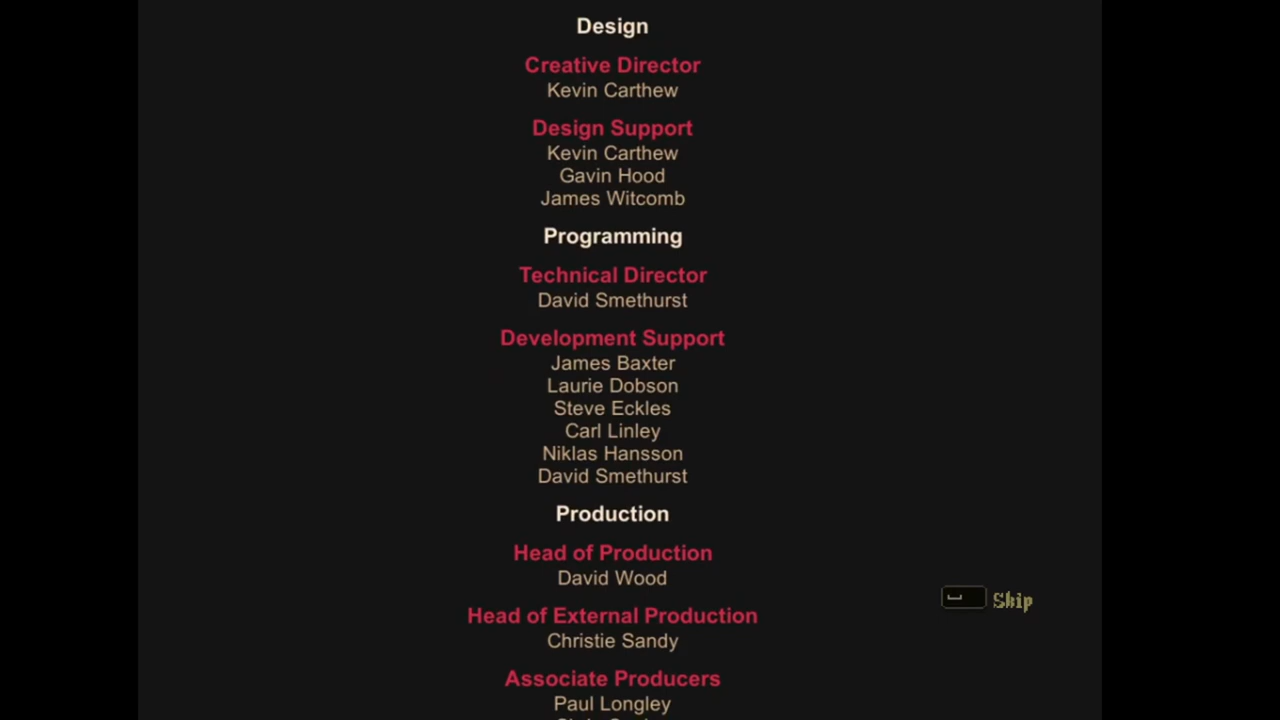 Design
Creative Director
Kevin Carthew
Design Support
Kevin Carthew
Gavin Hood
James Witcomb
Programming
Technical Director
David Smethurst
Development Support
James Baxter
Laurie Dobson
Steve Eckles
Carl Linley
Niklas Hansson
David Smethurst
Production
Head of Production
David Wood
Head of External Production
Christie Sandy
Skip
Associate Producers
Paul Longley